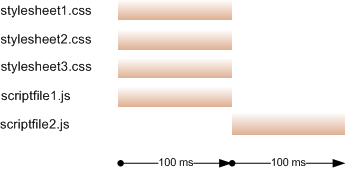 stylesheet1.css
stylesheet2.css
stylesheet3.css
scriptfile1.js
scriptfile2.js
100 ms 100 ms